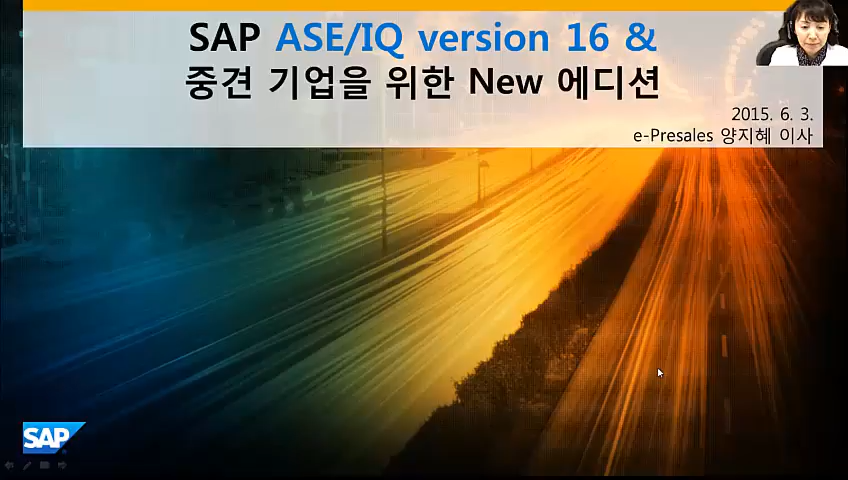 SAP ASE/IQ version 16 &
중견 기업을 위한 New 에디션
2015. 6. 3.
e-Presales 양지혜 이사
SAP